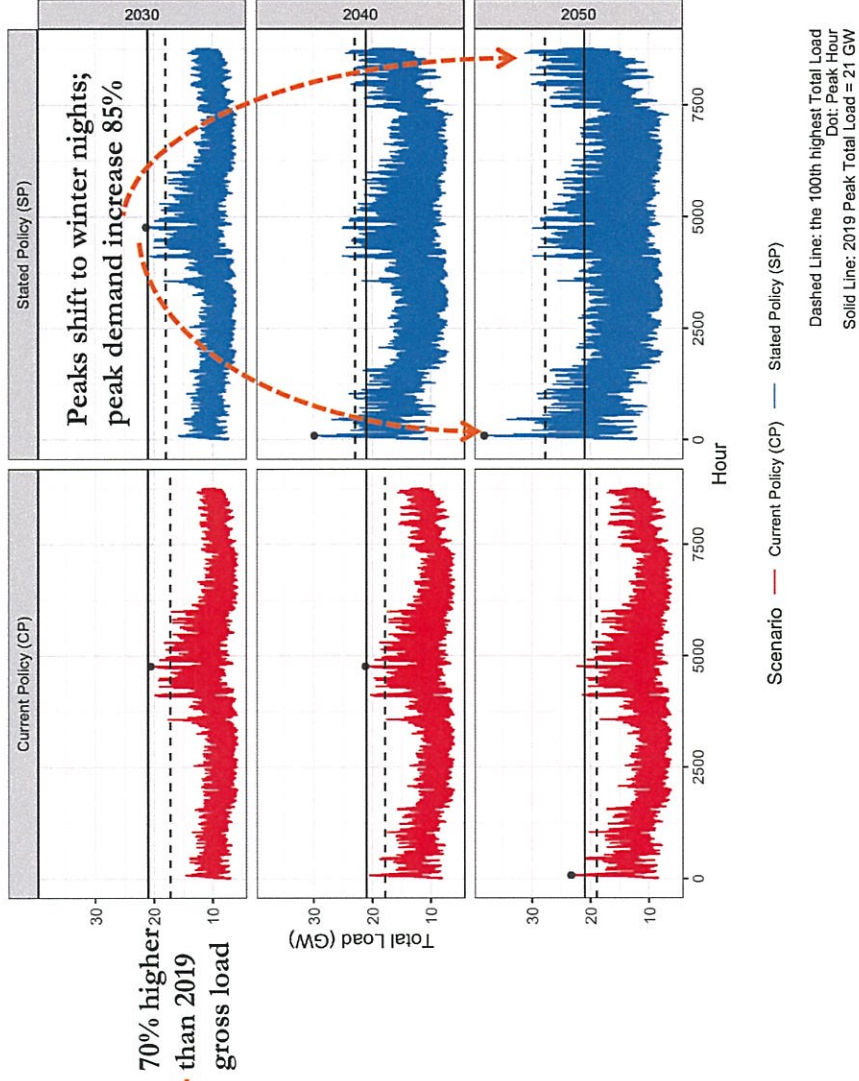 Current Policy (CP)
Stated Policy (SP)
2030
2040
2050
Peaks shift to winter nights;
peak demand increase 85%
70% higher
than 2019
gross load
Total Load (GW)
30
20
10
30
20
10
30
20
10
0
2500
5000
7500
0
2500
5000
7500
Hour
Scenario
Current Policy (CP)
Stated Policy (SP)
Dashed Line: the 100th highest Total Load
Dot: Peak Hour
Solid Line: 2019 Peak Total Load = 21 GW